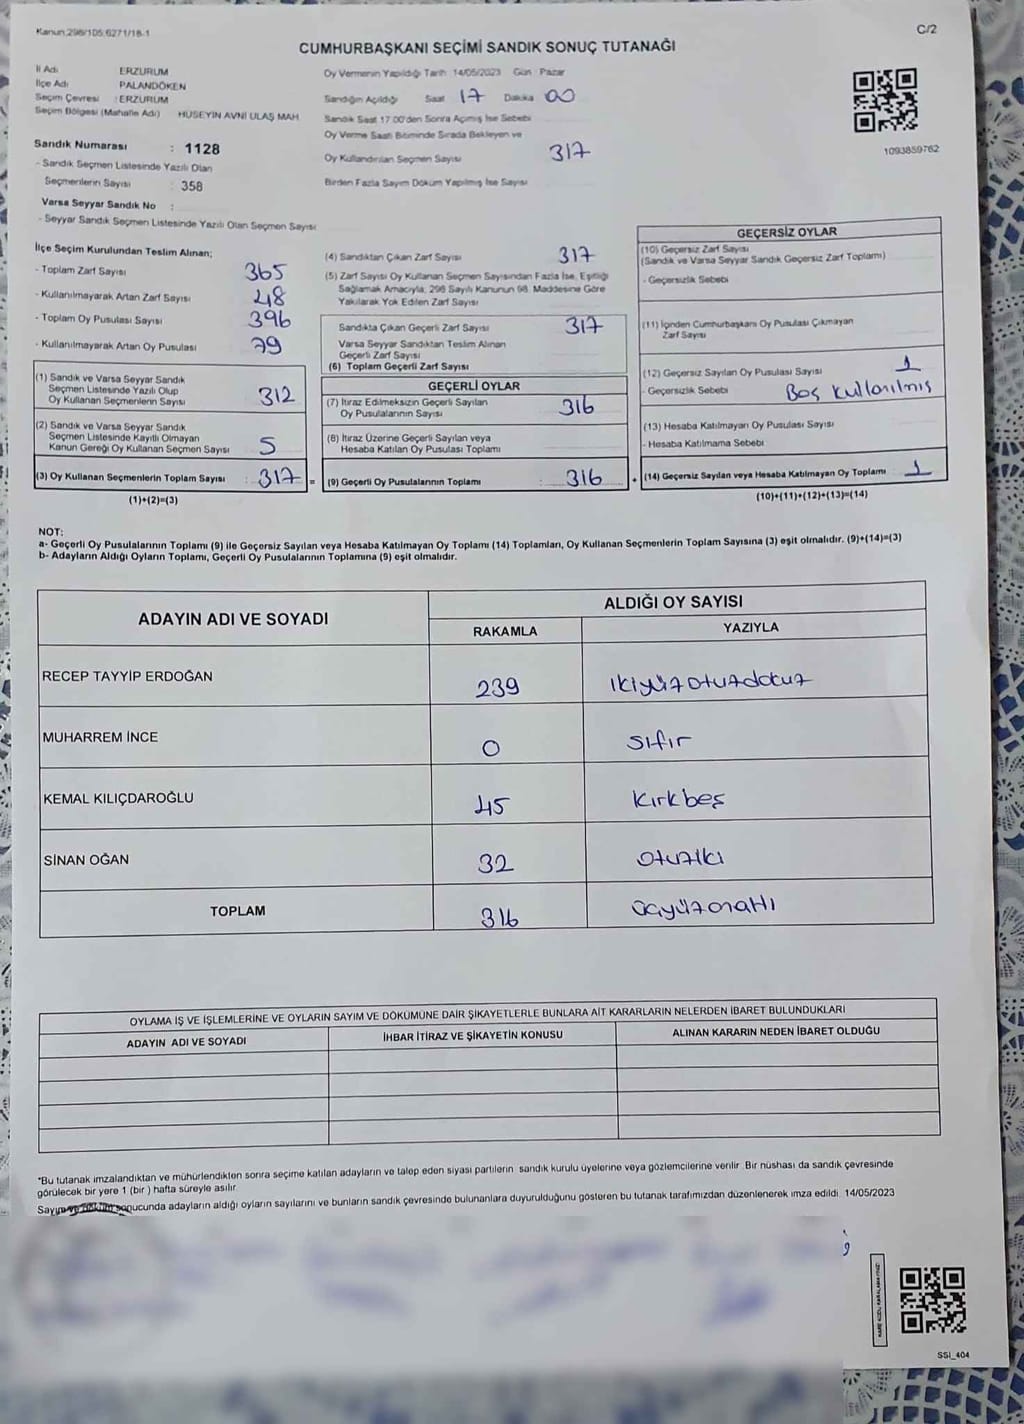 Kanun:298/105;6271/18-1
C/2
CUMHURBAŞKANI SEÇİMİ SANDIK SONUÇ TUTANAĞI
İl Adı ERZURUM
İlçe Adı PALANDÖKEN
Seçim Çevresi : ERZURUM
Seçim Bölgesi (Mahalle Adı) HÜSEYİN AVNİ ULAŞ MAH.
Sandık Numarası : 1128
- Sandık Seçmen Listesinde Yazılı Olan
Seçmenlerin Sayısı : 358
Varsa Seyyar Sandık No :
- Seyyar Sandık Seçmen Listesinde Yazılı Olan Seçmen Sayısı:
Oy Vermenin Yapıldığı Tarih 14/05/2023 Gün : Pazar
Sandığın Açıldığı Saat 17 Dakika 00
Sandık Saat 17:00'den Sonra Açımış İse Sebebi
Oy Verme Saati Bitiminde Sırada Bekleyen ve
Oy Kullandırılan Seçmen Sayısı 317
Birden Fazla Sayım Döküm Yapılmış İse Sayısı
1093859762
İlçe Seçim Kurulundan Teslim Alınan;
- Toplam Zarf Sayısı 365
- Kullanılmayarak Artan Zarf Sayısı 48
- Toplam Oy Pusulası Sayısı 396
- Kullanılmayarak Artan Oy Pusulası 79
(1) Sandık ve Varsa Seyyar Sandık
Seçmen Listesinde Yazılı Olup
Oy Kullanan Seçmenlerin Sayısı 312
(2) Sandık ve Varsa Seyyar Sandık
Seçmen Listesinde Kayıtlı Olmayan
Kanun Gereği Oy Kullanan Seçmen Sayısı 5
(3) Oy Kullanan Seçmenlerin Toplam Sayısı : 317 =
(1)+(2)=(3)
(4) Sandıktan Çıkan Zarf Sayısı 317
(5) Zarf Sayısı Oy Kullanan Seçmen Sayısından Fazla İse, Eşitliği
Sağlamak Amacıyla, 298 Sayılı Kanunun 98. Maddesine Göre
Yakılarak Yok Edilen Zarf Sayısı
Sandıkta Çıkan Geçerli Zarf Sayısı 317
Varsa Seyyar Sandıktan Teslim Alınan
Geçerli Zarf Sayısı
(6) Toplam Geçerli Zarf Sayısı
GEÇERLİ OYLAR
(7) İtiraz Edilmeksizin Geçerli Sayılan
Oy Pusulalarının Sayısı 316
(8) İtiraz Üzerine Geçerli Sayılan veya
Hesaba Katılan Oy Pusulası Toplamı
(9) Geçerli Oy Pusulalarının Toplamı : 316 +
GEÇERSİZ OYLAR
(10) Geçersiz Zarf Sayısı
(Sandık ve Varsa Seyyar Sandık Geçersiz Zarf Toplamı)
- Geçersizlik Sebebi
(11) İçinden Cumhurbaşkanı Oy Pusulası Çıkmayan
Zarf Sayısı
(12) Geçersiz Sayılan Oy Pusulası Sayısı 1
- Geçersizlik Sebebi Boş kullanılmış
(13) Hesaba Katılmayan Oy Pusulası Sayısı
- Hesaba Katılmama Sebebi
(14) Geçersiz Sayılan veya Hesaba Katılmayan Oy Toplamı 1
(10)+(11)+(12)+(13)=(14)
NOT:
a- Geçerli Oy Pusulalarının Toplamı (9) ile Geçersiz Sayılan veya Hesaba Katılmayan Oy Toplamı (14) Toplamları, Oy Kullanan Seçmenlerin Toplam Sayısına (3) eşit olmalıdır. (9)+(14)=(3)
b- Adayların Aldığı Oyların Toplamı, Geçerli Oy Pusulalarının Toplamına (9) eşit olmalıdır.
ADAYIN ADI VE SOYADI
ALDIĞI OY SAYISI
RAKAMLA YAZIYLA
RECEP TAYYİP ERDOĞAN 239 ikiyüzotuzdokuz
MUHARREM İNCE 0 sıfır
KEMAL KILIÇDAROĞLU 45 kırkbeş
SİNAN OĞAN 32 otuziki
TOPLAM 316 üçyüzonaltı
OYLAMA İŞ VE İŞLEMLERİNE VE OYLARIN SAYIM VE DÖKÜMÜNE DAİR ŞİKAYETLERLE BUNLARA AİT KARARLARIN NELERDEN İBARET BULUNDUKLARI
ADAYIN ADI VE SOYADI İHBAR İTİRAZ VE ŞİKAYETİN KONUSU ALINAN KARARIN NEDEN İBARET OLDUĞU
*Bu tutanak imzalandıktan ve mühürlendikten sonra seçime katılan adayların ve talep eden siyasi partilerin sandık kurulu üyelerine veya gözlemcilerine verilir. Bir nüshası da sandık çevresinde
görülecek bir yere 1 (bir ) hafta süreyle asılır.
Sayım ve döküm sonucunda adayların aldığı oyların sayılarını ve bunların sandık çevresinde bulunanlara duyurulduğunu gösteren bu tutanak tarafımızdan düzenlenerek imza edildi. 14/05/2023
SSI_404